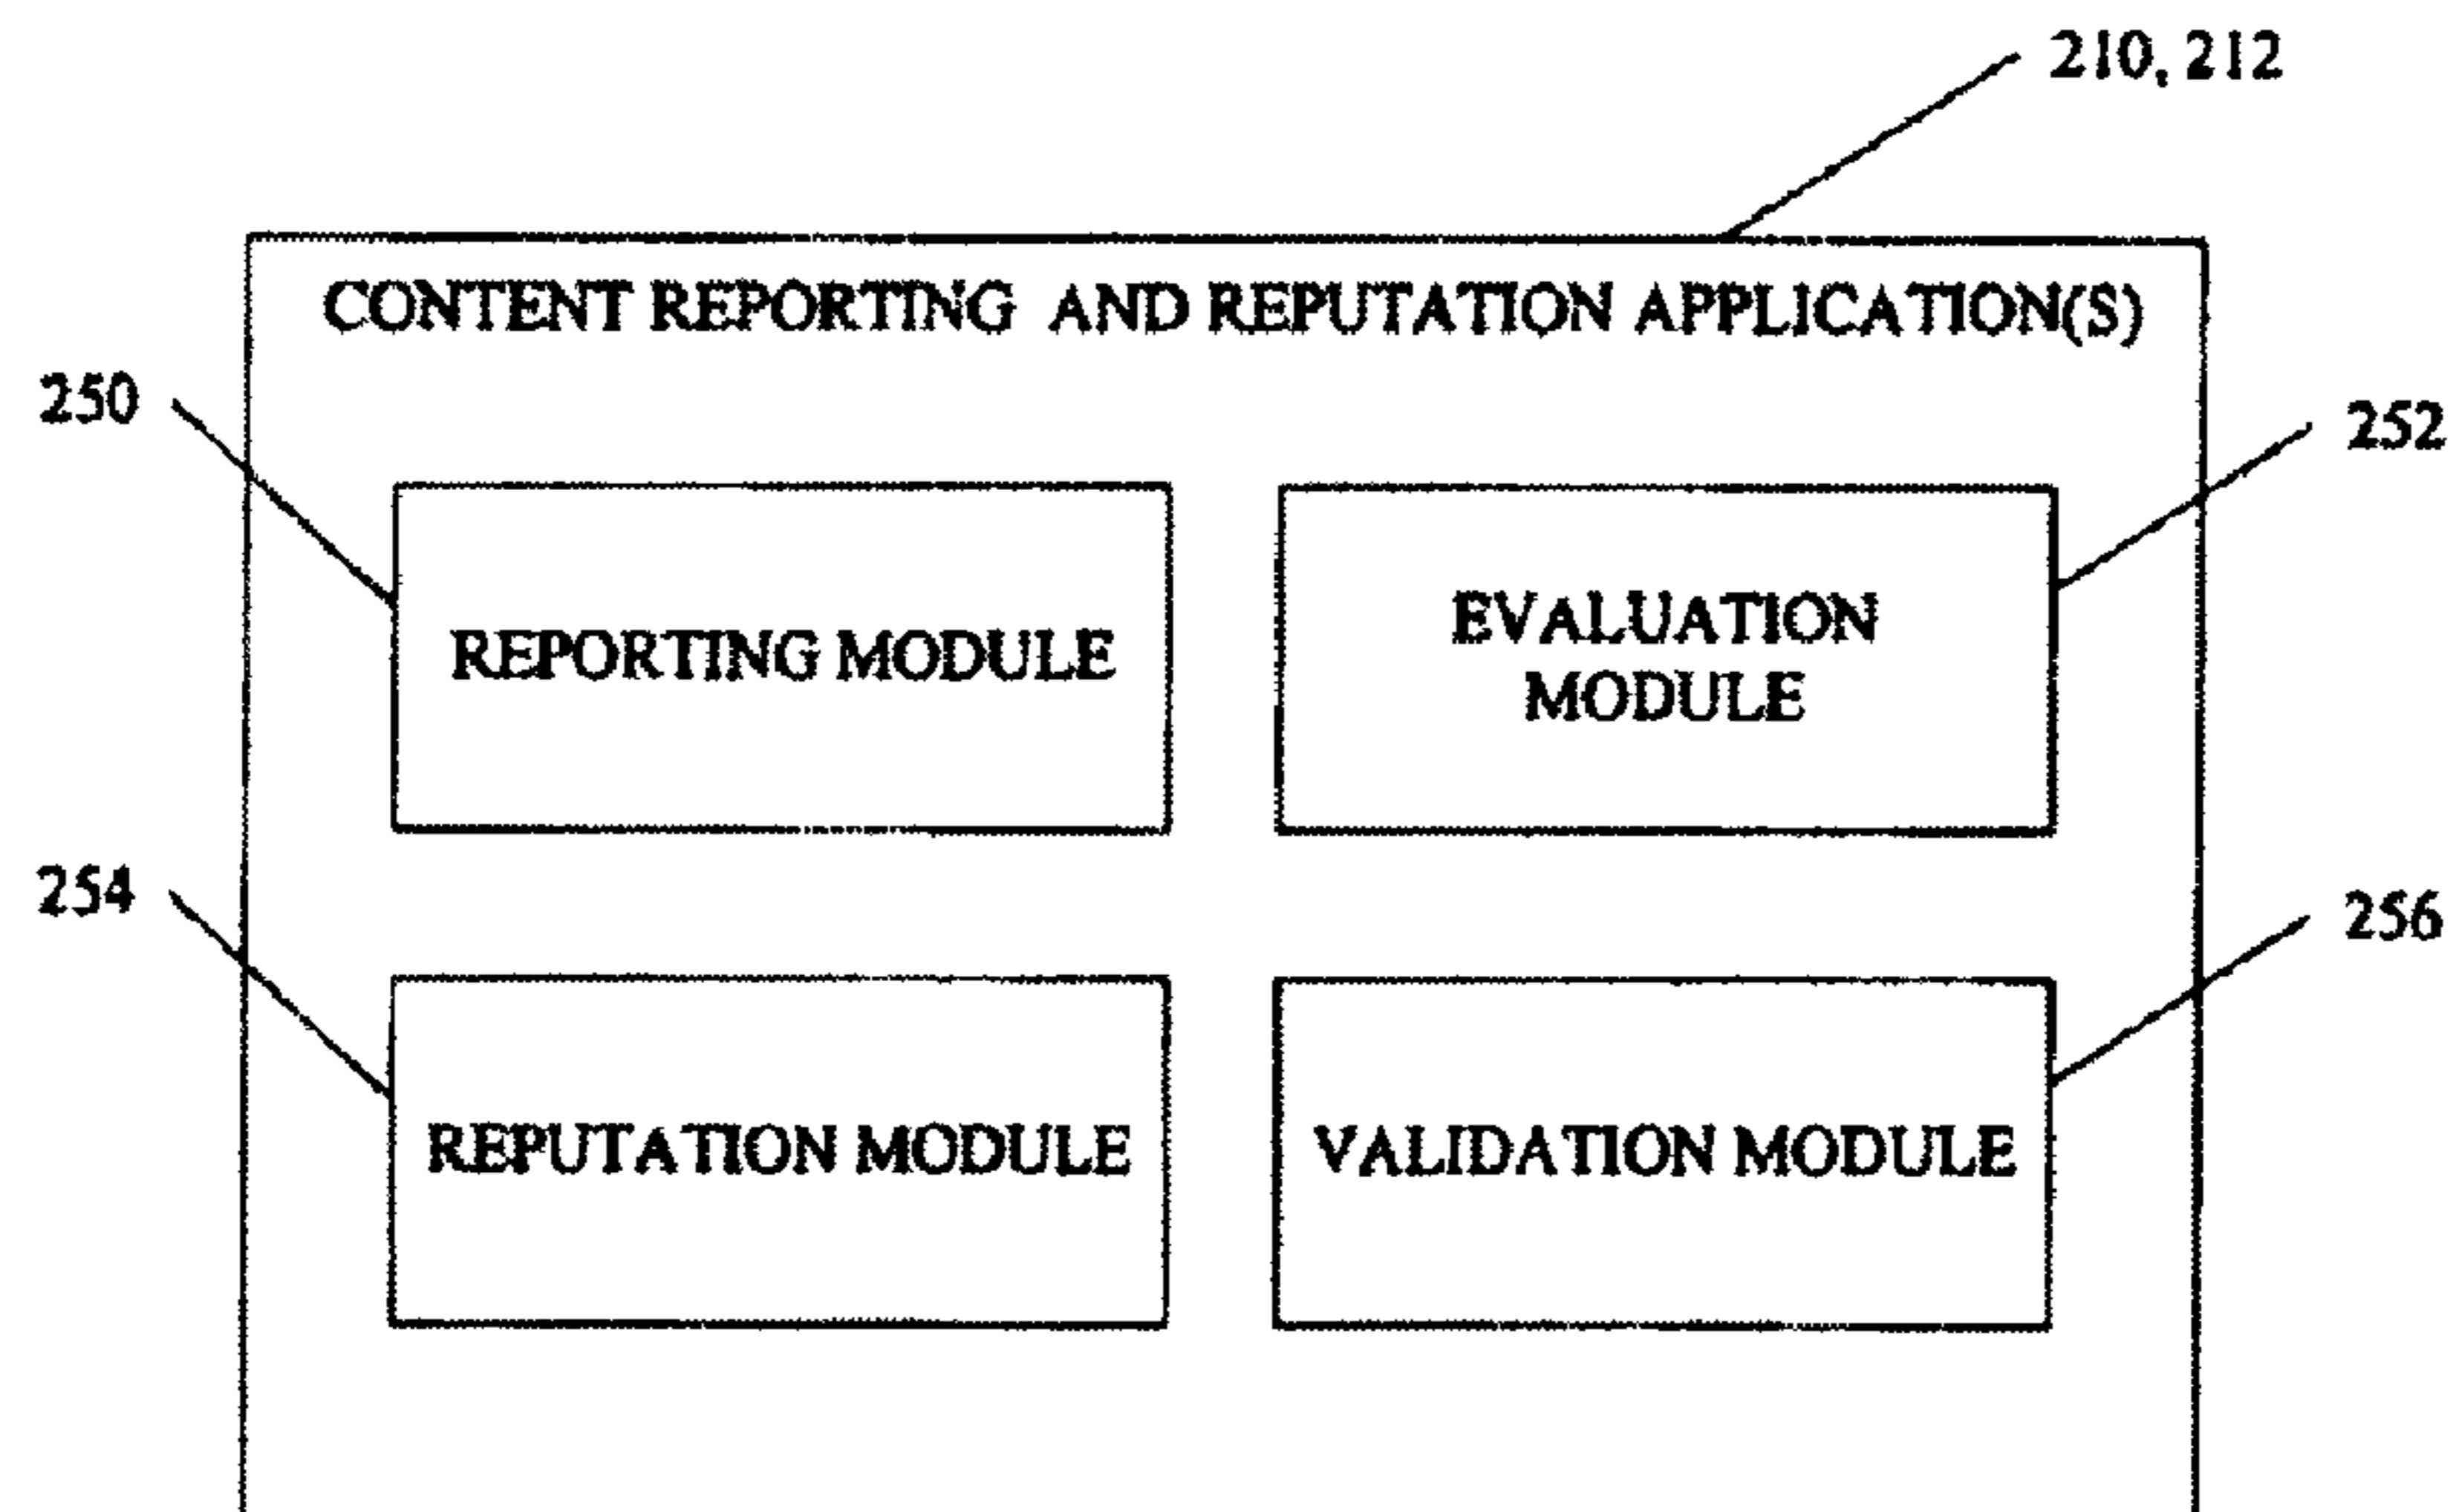 210, 212
CONTENT REPORTING AND REPUTATION APPLICATION(S)
250
252
REPORTING MODULE
EVALUATION
MODULE
254
256
REPUTATION MODULE
VALIDATION MODULE